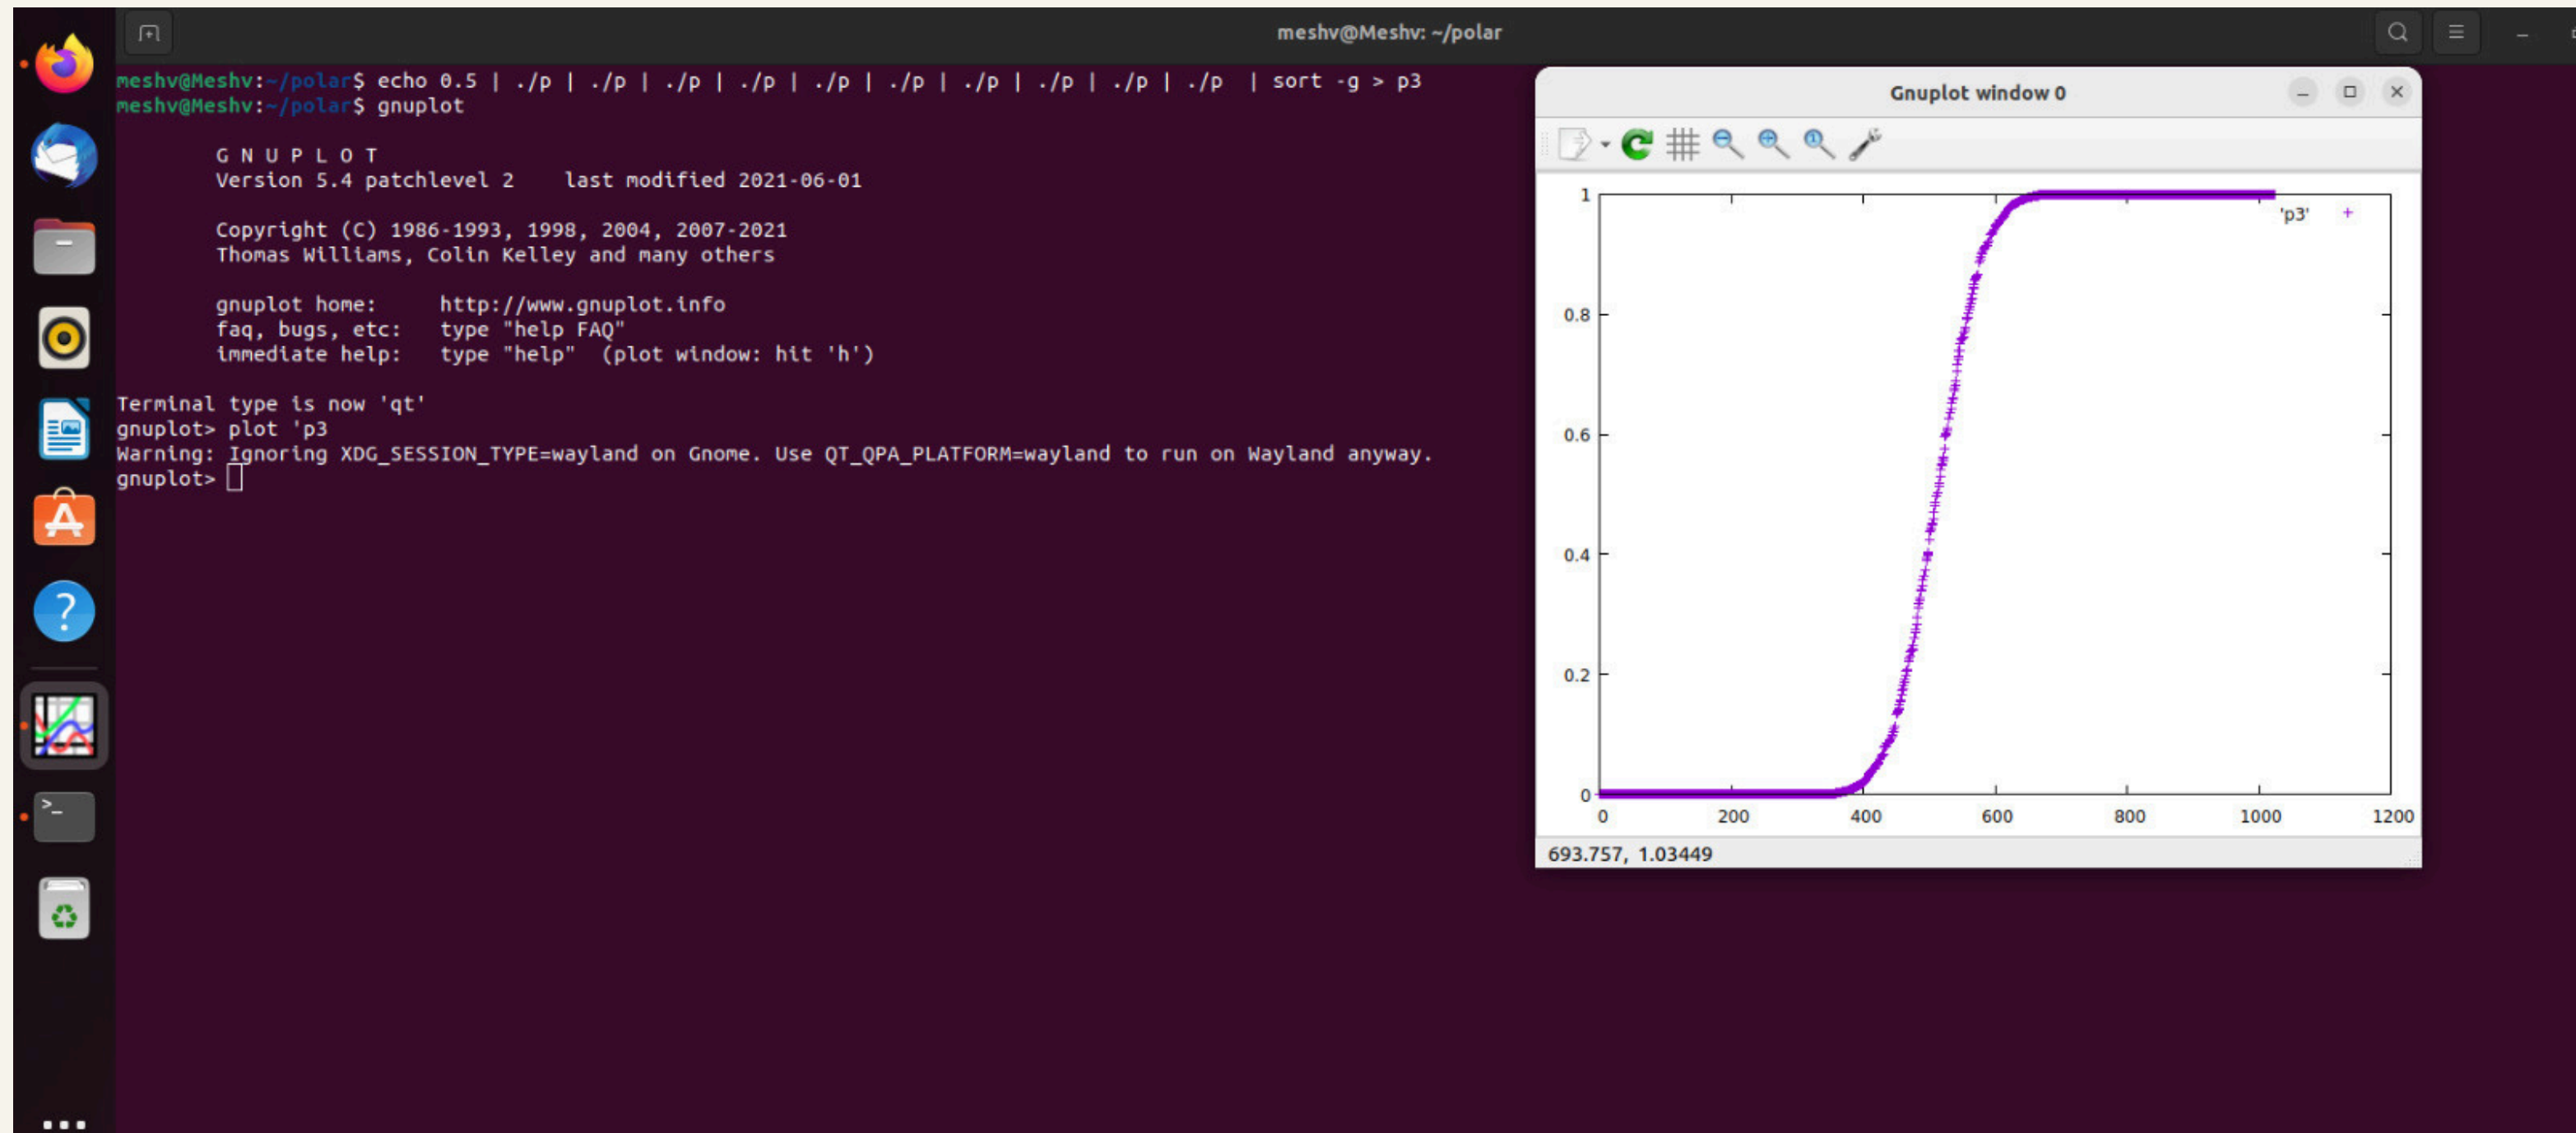 meshv@Meshv: ~/polar
meshv@Meshv:~/polar$ echo 0.5 | ./p | ./p | ./p | ./p | ./p | ./p | ./p | ./p | ./p | ./p  | sort -g > p3
meshv@Meshv:~/polar$ gnuplot
G N U P L O T
Version 5.4 patchlevel 2    last modified 2021-06-01
Copyright (C) 1986-1993, 1998, 2004, 2007-2021
Thomas Williams, Colin Kelley and many others
gnuplot home:     http://www.gnuplot.info
faq, bugs, etc:   type "help FAQ"
immediate help:   type "help"  (plot window: hit 'h')
Terminal type is now 'qt'
gnuplot> plot 'p3
Warning: Ignoring XDG_SESSION_TYPE=wayland on Gnome. Use QT_QPA_PLATFORM=wayland to run on Wayland anyway.
gnuplot>
Gnuplot window 0
1
'p3'
0.8
0.6
0.4
0.2
0
0 200 400 600 800 1000 1200
693.757, 1.03449